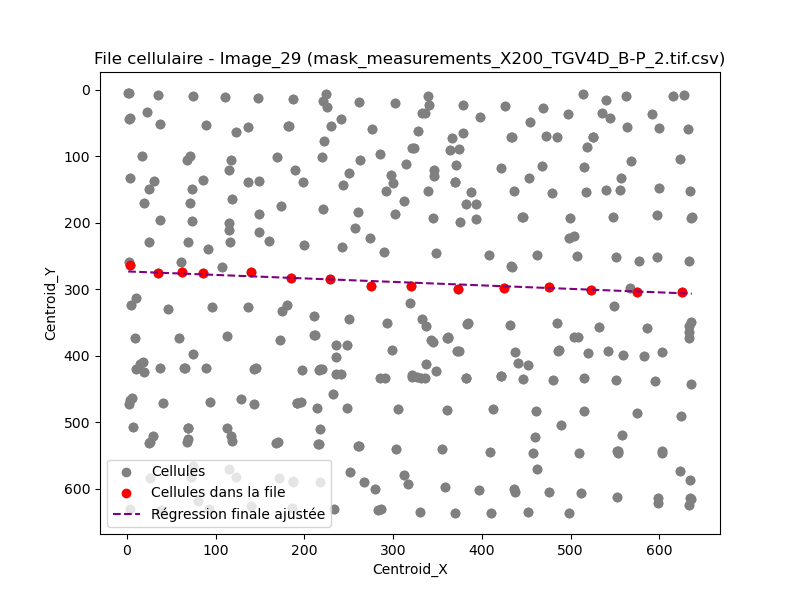 File cellulaire - Image_29 (mask_measurements_X200_TGV4D_B-P_2.tif.csv)
0
100
200
300
400
500
600
Centroid_Y
Cellules
Cellules dans la file
Régression finale ajustée
0 100 200 300 400 500 600
Centroid_X